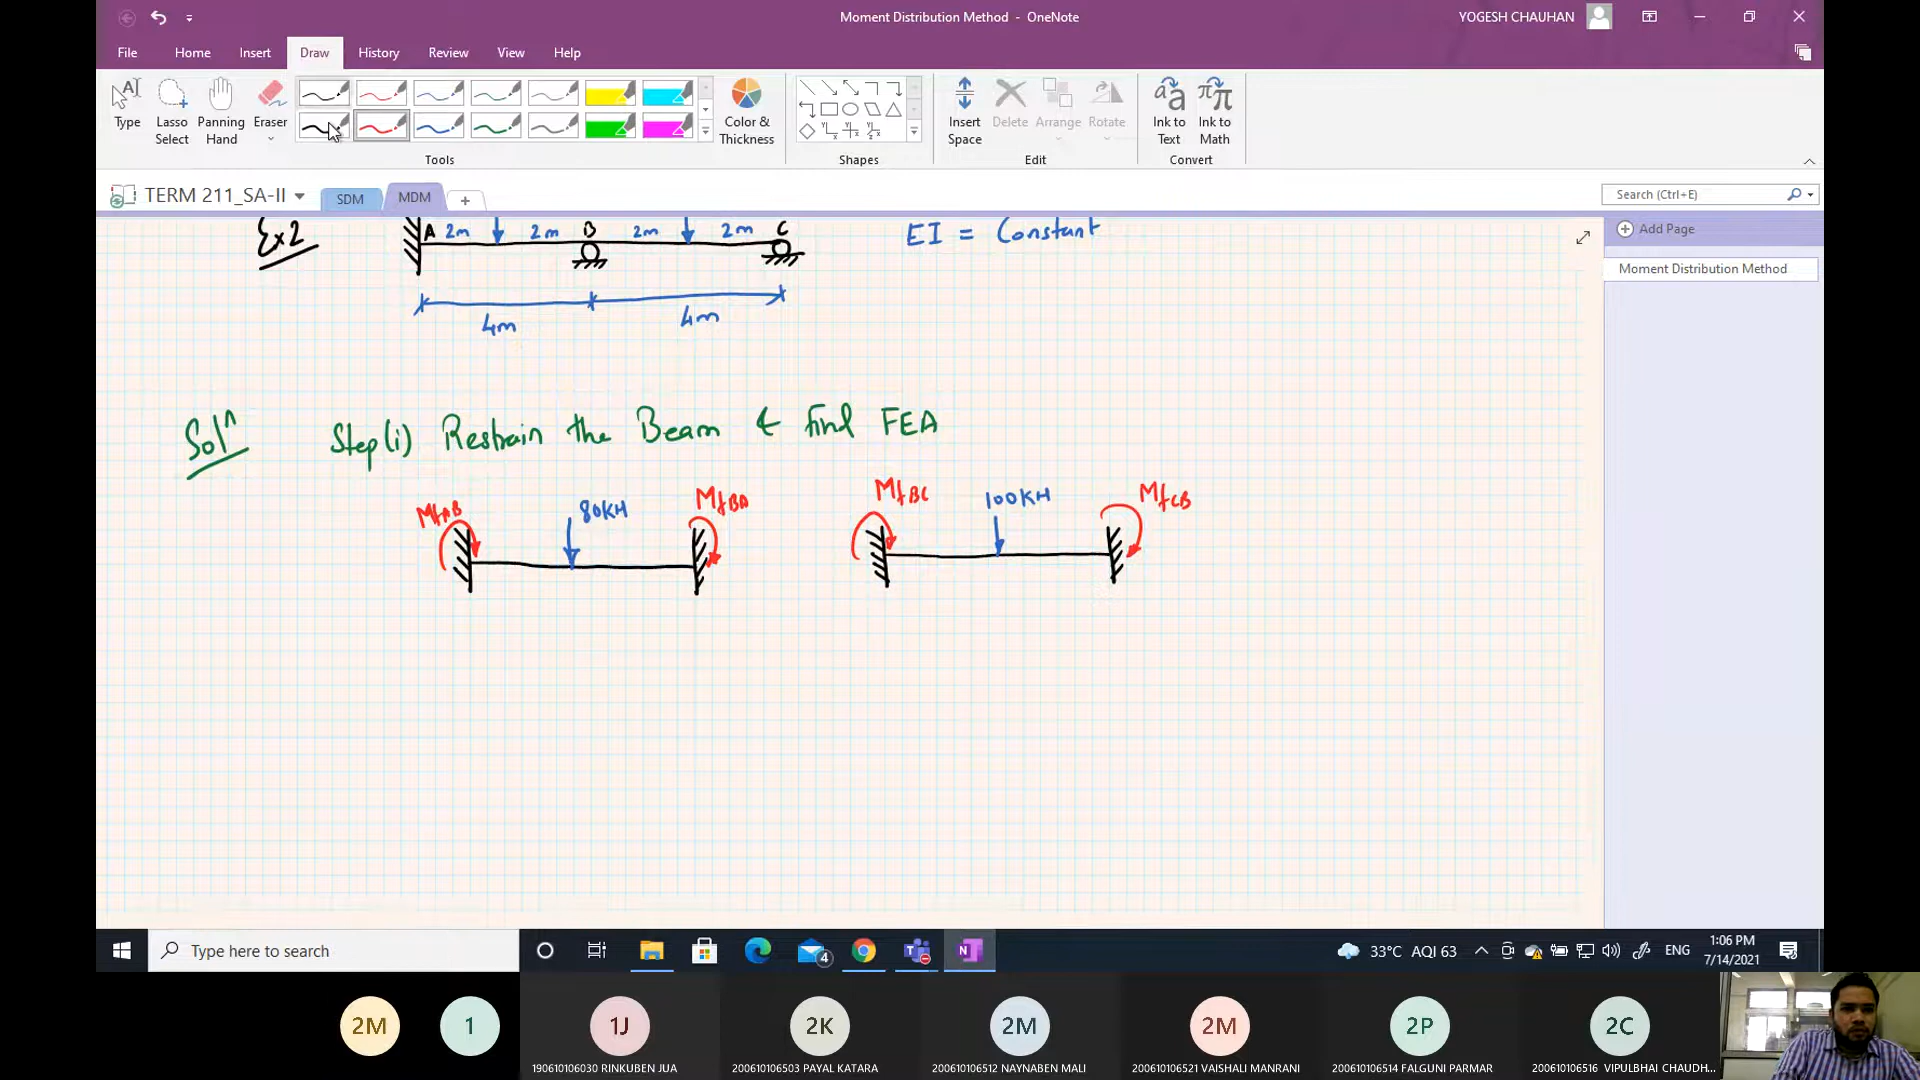 Moment Distribution Method - OneNote
YOGESH CHAUHAN
File Home Insert Draw History Review View Help
Type
Lasso Select
Panning Hand
Eraser
Color & Thickness
Insert Space
Delete
Arrange
Rotate
Ink to Text
Ink to Math
Tools
Shapes
Edit
Convert
TERM 211_SA-II
SDM
MDM
Search (Ctrl+E)
Add Page
Moment Distribution Method
Ex2
A 2m 2m B 2m 2m C
EI = Constant
4m 4m
Solⁿ
Step(i) Restrain the Beam & find FEA
MfAB 80KN MfBA
MfBC 100KN MfCB
Type here to search
4
33°C AQI 63
ENG
1:06 PM
7/14/2021
2M
1
1J
2K
2M
2M
2P
2C
190610106030 RINKUBEN JUA
200610106503 PAYAL KATARA
200610106512 NAYNABEN MALI
200610106521 VAISHALI MANRANI
200610106514 FALGUNI PARMAR
200610106516 VIPULBHAI CHAUDH...